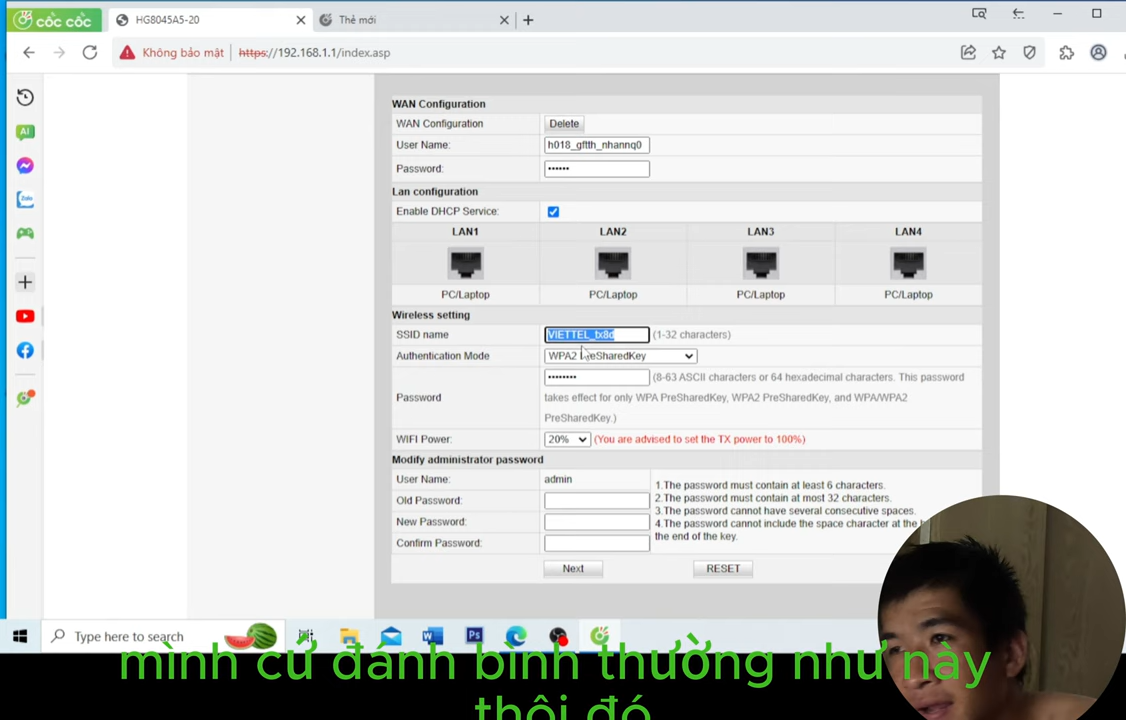 cốc cốc
HG8045A5-20
Thẻ mới
Không bảo mật
https://192.168.1.1/index.asp
AI
Zalo
WAN Configuration
WAN Configuration Delete
User Name: h018_gftth_nhannq0
Password: ••••••
Lan configuration
Enable DHCP Service:
LAN1 LAN2 LAN3 LAN4
PC/Laptop PC/Laptop PC/Laptop PC/Laptop
Wireless setting
SSID name VIETTEL_tx8d (1-32 characters)
Authentication Mode WPA2 PreSharedKey
Password •••••••• (8-63 ASCII characters or 64 hexadecimal characters. This password
takes effect for only WPA PreSharedKey, WPA2 PreSharedKey, and WPA/WPA2
PreSharedKey.)
WIFI Power: 20% (You are advised to set the TX power to 100%)
Modify administrator password
User Name: admin
Old Password:
New Password:
Confirm Password:
1.The password must contain at least 6 characters.
2.The password must contain at most 32 characters.
3.The password cannot have several consecutive spaces.
4.The password cannot include the space character at the
the end of the key.
Next RESET
Type here to search
W
Ps
mình cứ đánh bình thường như này
thôi đó